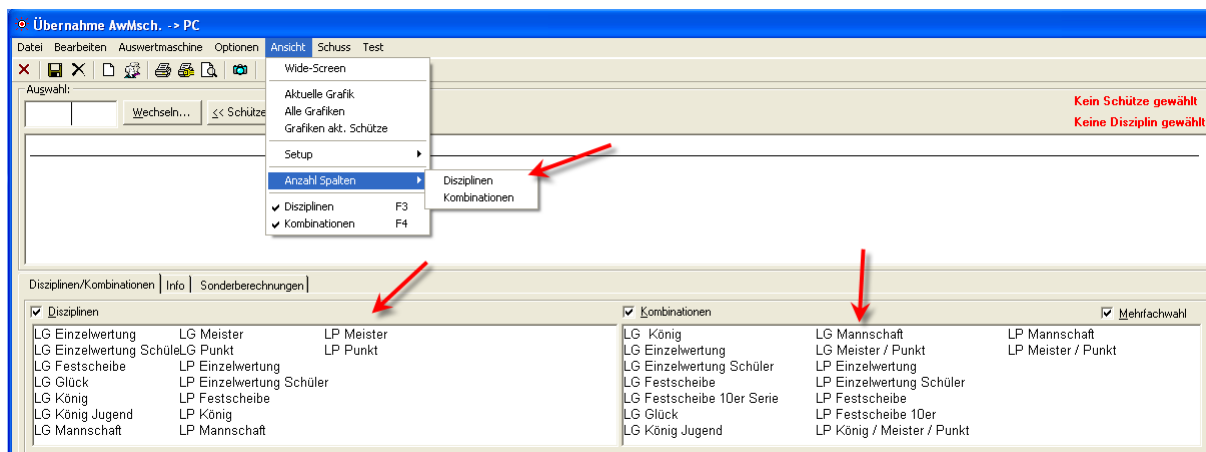 Übernahme AwMsch. -> PC
Datei Bearbeiten Auswertmaschine Optionen Ansicht Schuss Test
Wide-Screen
Aktuelle Grafik
Alle Grafiken
Grafiken akt. Schütze
Setup
Anzahl Spalten
Disziplinen F3
Kombinationen F4
Disziplinen
Kombinationen
Auswahl:
Wechseln... << Schütze
Kein Schütze gewählt
Keine Disziplin gewählt
Disziplinen/Kombinationen Info Sonderberechnungen
Disziplinen
LG Einzelwertung LG Meister LP Meister
LG Einzelwertung SchüleLG Punkt LP Punkt
LG Festscheibe LP Einzelwertung
LG Glück LP Einzelwertung Schüler
LG König LP Festscheibe
LG König Jugend LP König
LG Mannschaft LP Mannschaft
Kombinationen Mehrfachwahl
LG König LG Mannschaft LP Mannschaft
LG Einzelwertung LG Meister / Punkt LP Meister / Punkt
LG Einzelwertung Schüler LP Einzelwertung
LG Festscheibe LP Einzelwertung Schüler
LG Festscheibe 10er Serie LP Festscheibe
LG Glück LP Festscheibe 10er
LG König Jugend LP König / Meister / Punkt